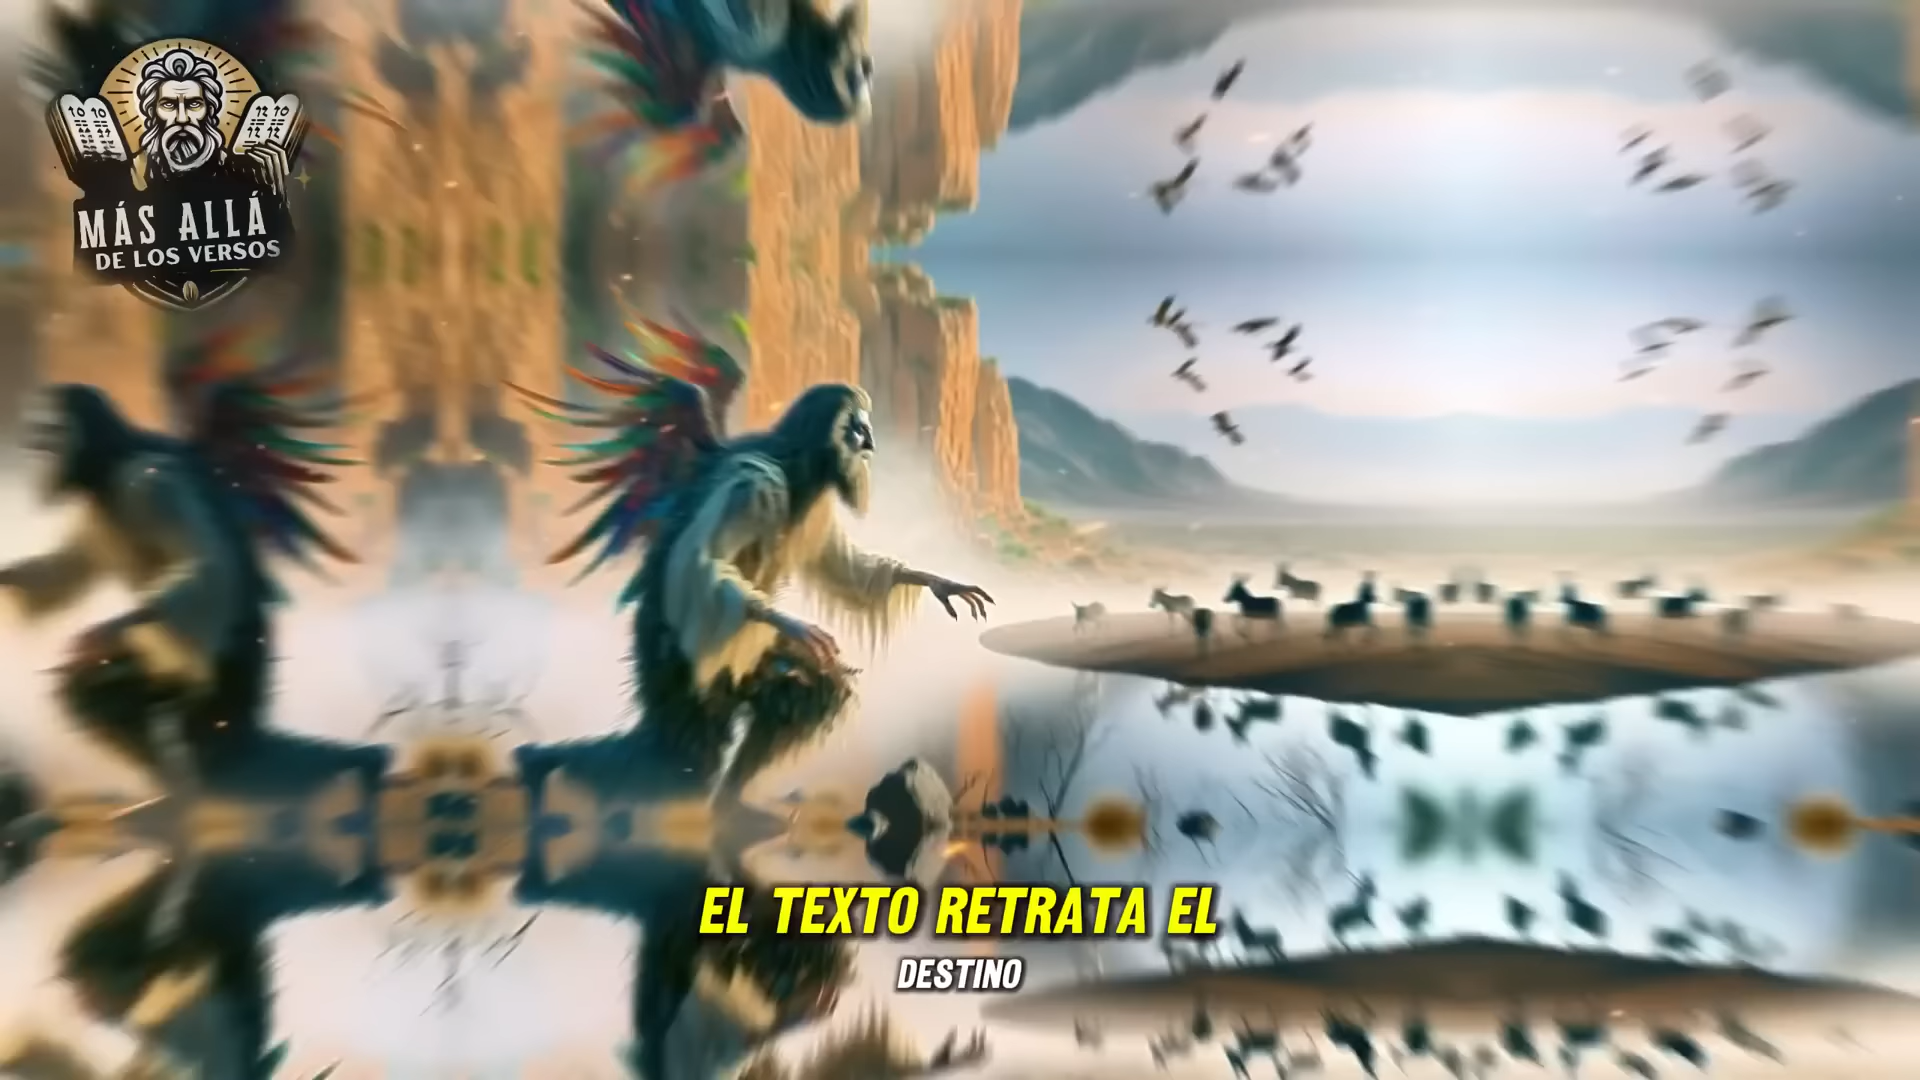 MÁS ALLÁ
DE LOS VERSOS
EL TEXTO RETRATA EL
DESTINO